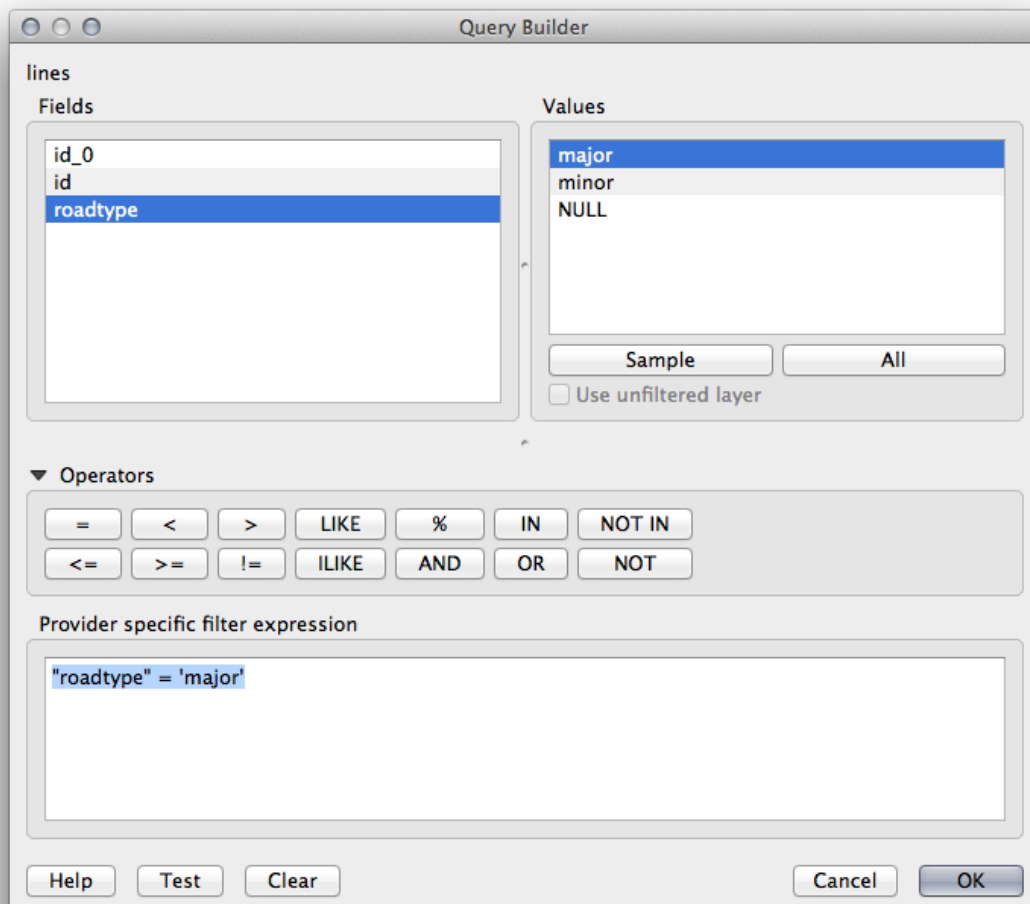 Query Builder
lines
Fields
Values
id_0
id
roadtype
major
minor
NULL
Sample
All
Use unfiltered layer
Operators
= < > LIKE % IN NOT IN
<= >= != ILIKE AND OR NOT
Provider specific filter expression
"roadtype" = 'major'
Help Test Clear Cancel OK